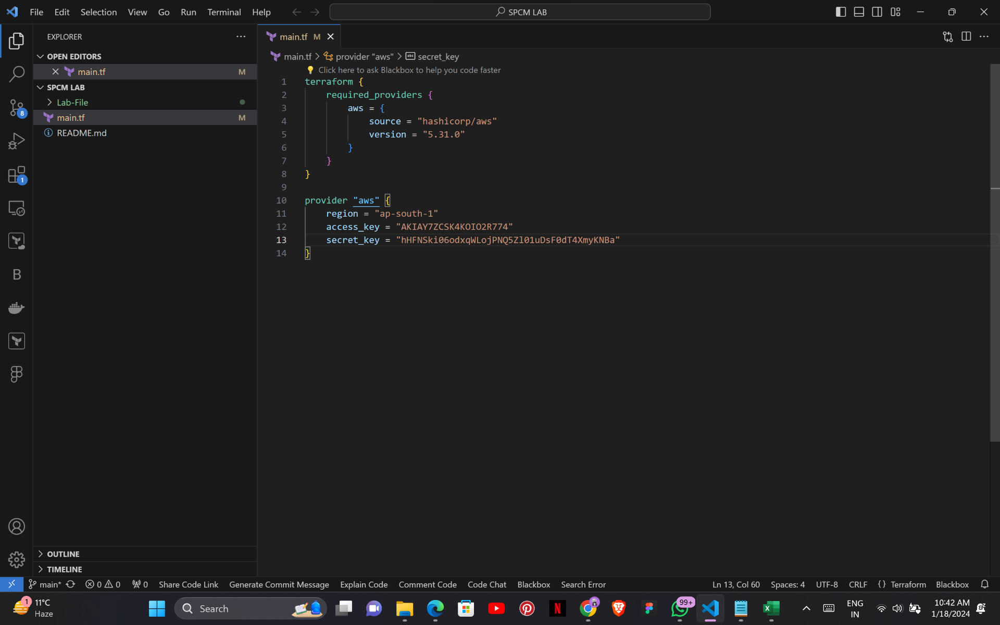 File Edit Selection View Go Run Terminal Help
SPCM LAB
EXPLORER
OPEN EDITORS
main.tf M
SPCM LAB
Lab-File
main.tf M
README.md
8
1
B
OUTLINE
TIMELINE
main.tf M
main.tf > provider "aws" > secret_key
Click here to ask Blackbox to help you code faster
1 terraform {
2 required_providers {
3 aws = {
4 source = "hashicorp/aws"
5 version = "5.31.0"
6 }
7 }
8 }
9
10 provider "aws" {
11 region = "ap-south-1"
12 access_key = "AKIAY7ZCSK4KOIO2R774"
13 secret_key = "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"
14 }
main* 0 0 0 Share Code Link Generate Commit Message Explain Code Comment Code Code Chat Blackbox Search Error Ln 13, Col 60 Spaces: 4 UTF-8 CRLF {} Terraform Blackbox
1 11°C
Haze
Search
99+
ENG
IN
10:42 AM
1/18/2024